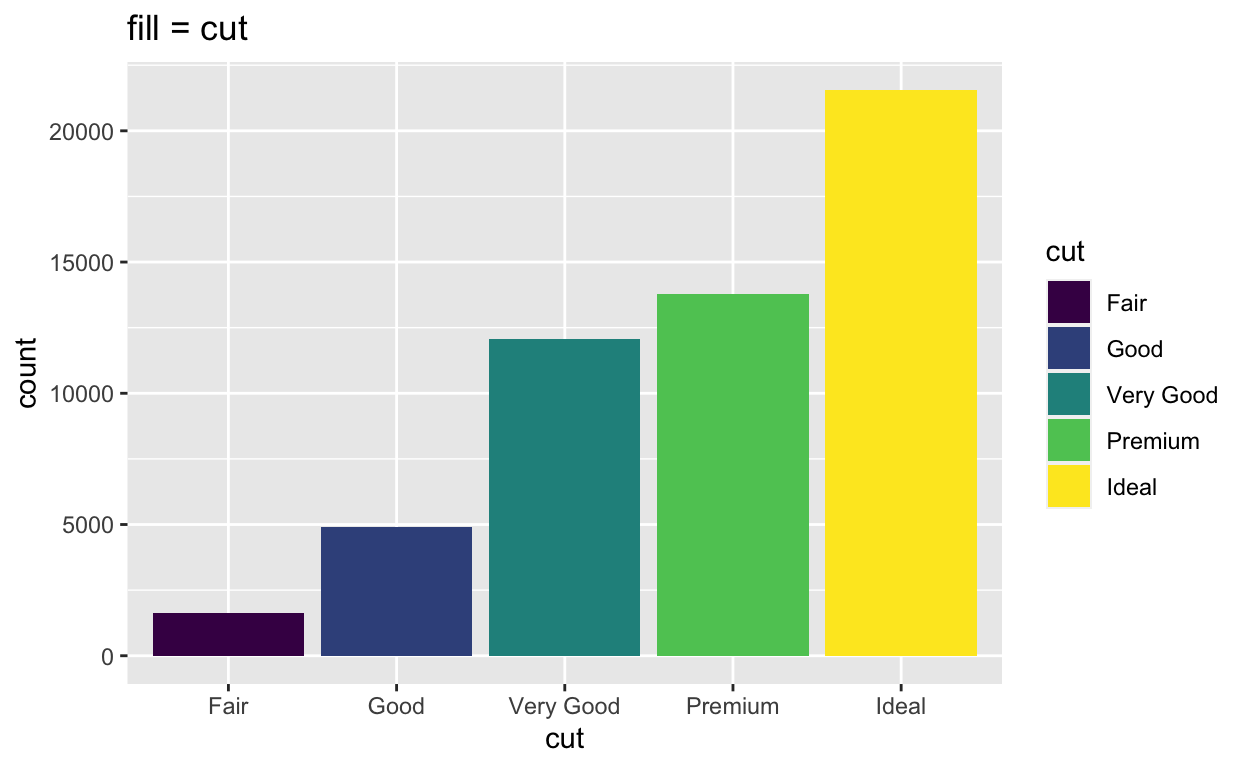 fill = cut
count
20000
15000
10000
5000
0
Fair
Good
Very Good
Premium
Ideal
cut
cut
Fair
Good
Very Good
Premium
Ideal